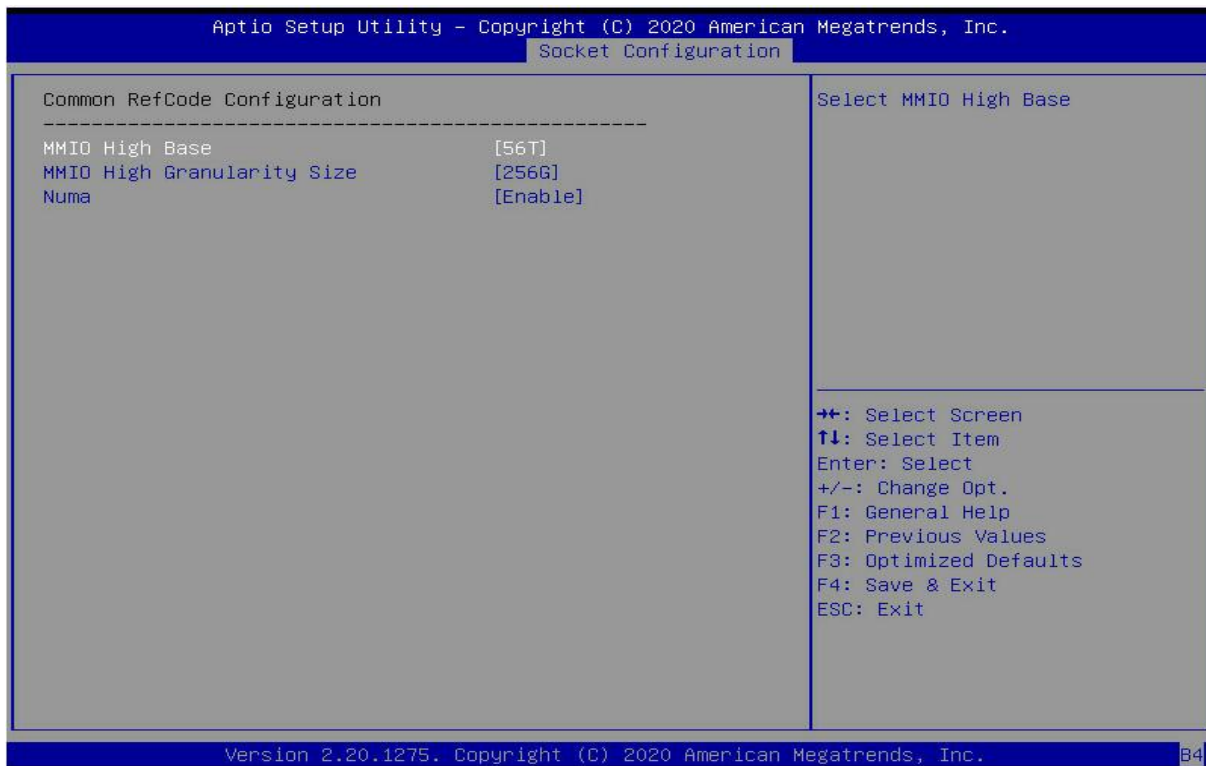 Aptio Setup Utility – Copyright (C) 2020 American Megatrends, Inc.
Socket Configuration
Common RefCode Configuration
--------------------------------------------------
MMIO High Base [56T]
MMIO High Granularity Size [256G]
Numa [Enable]
Select MMIO High Base
→←: Select Screen
↑↓: Select Item
Enter: Select
+/-: Change Opt.
F1: General Help
F2: Previous Values
F3: Optimized Defaults
F4: Save & Exit
ESC: Exit
Version 2.20.1275. Copyright (C) 2020 American Megatrends, Inc.
B4